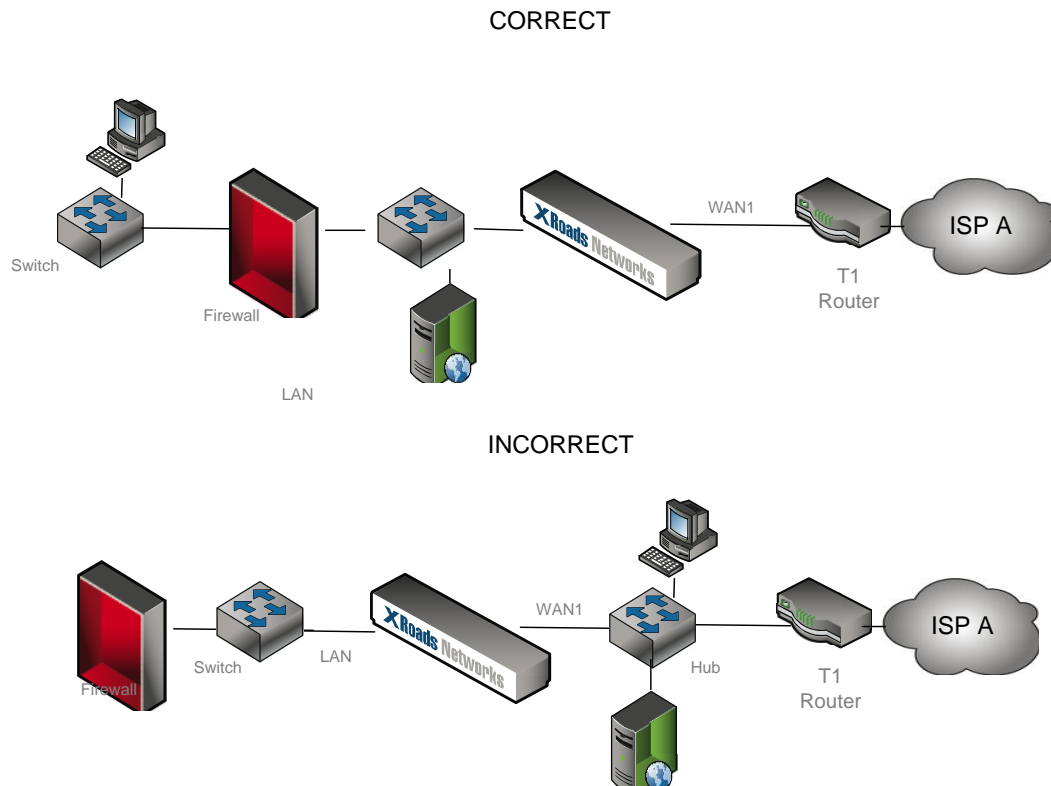 CORRECT
XRoads Networks
WAN1
ISP A
Switch
T1
Router
Firewall
LAN
INCORRECT
XRoads Networks
WAN1
ISP A
Switch
LAN
Hub
T1
Router
Firewall